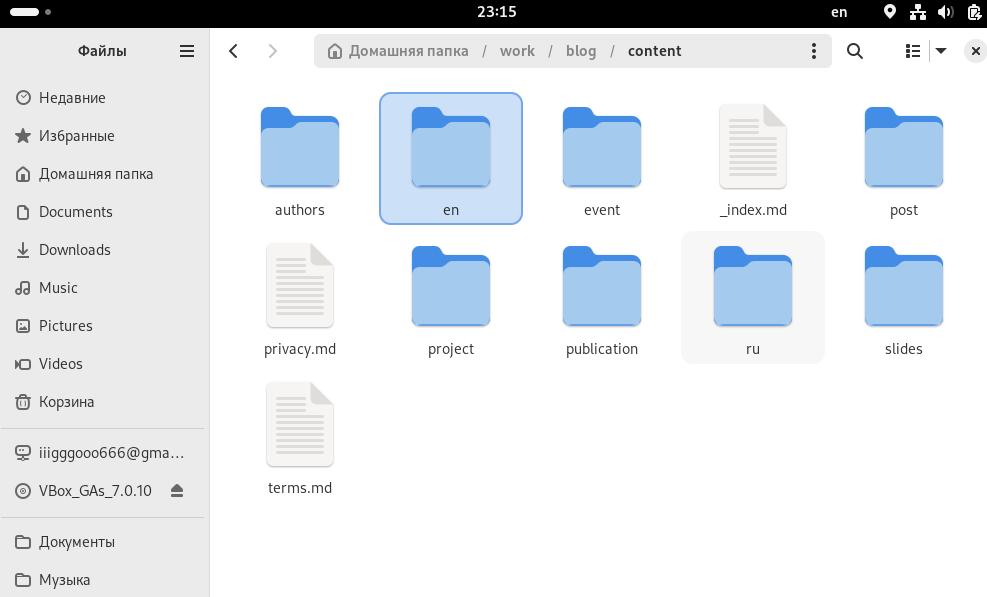 23:15
en
Файлы
Домашняя папка / work / blog / content
Недавние
Избранные
Домашняя папка
Documents
Downloads
Music
Pictures
Videos
Корзина
iiigggooo666@gma...
VBox_GAs_7.0.10
Документы
Музыка
authors
en
event
_index.md
post
privacy.md
project
publication
ru
slides
terms.md